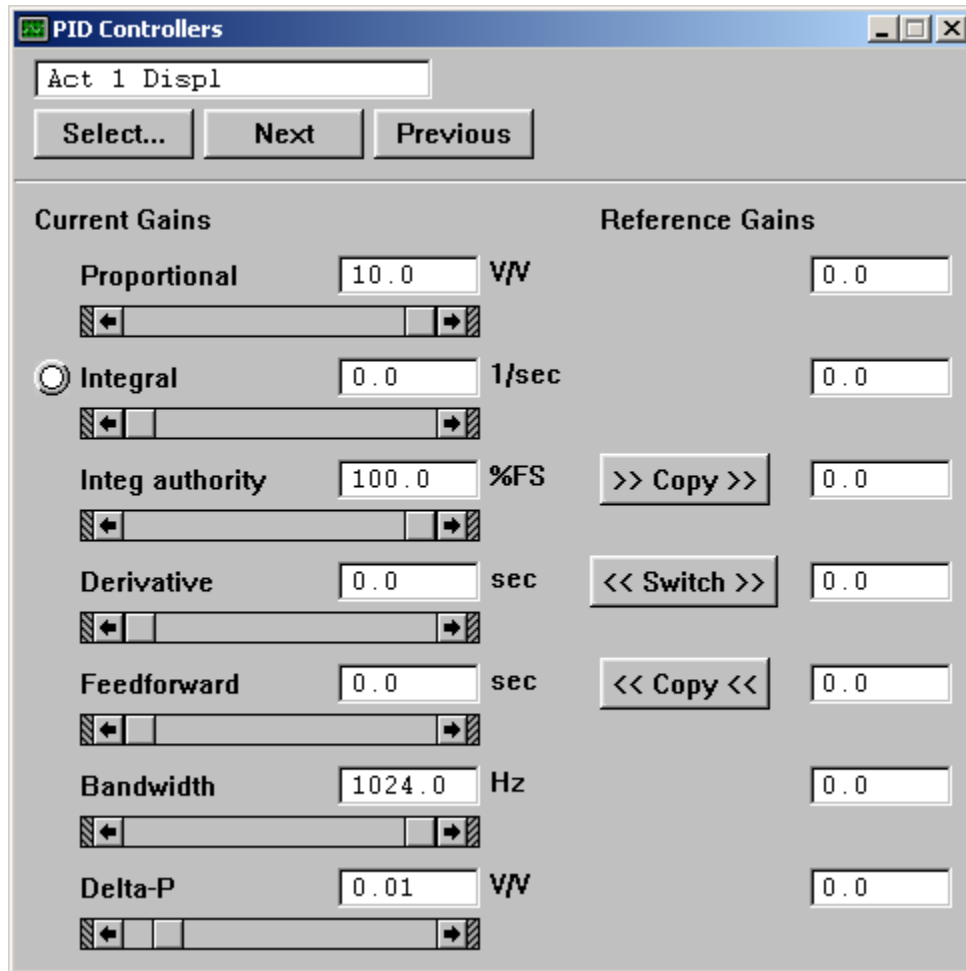 PID Controllers
Act 1 Displ
Select... Next Previous
Current Gains Reference Gains
Proportional 10.0 V/V 0.0
Integral 0.0 1/sec 0.0
Integ authority 100.0 %FS >> Copy >> 0.0
Derivative 0.0 sec << Switch >> 0.0
Feedforward 0.0 sec << Copy << 0.0
Bandwidth 1024.0 Hz 0.0
Delta-P 0.01 V/V 0.0